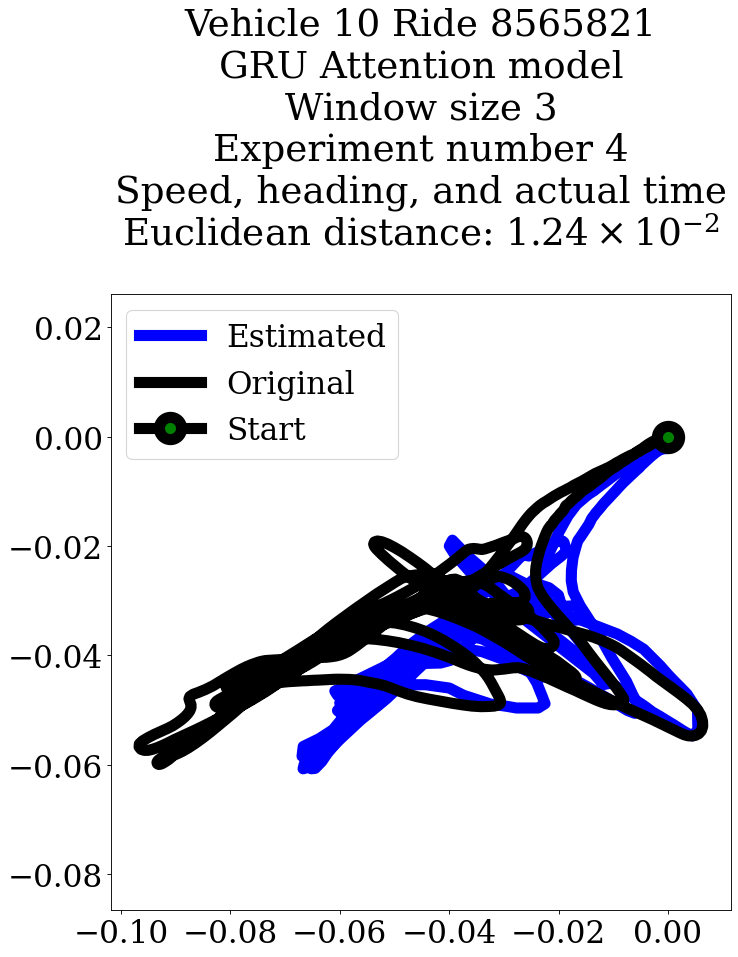 Vehicle 10 Ride 8565821
GRU Attention model
Window size 3
Experiment number 4
Speed, heading, and actual time
Euclidean distance: 1.24 × 10⁻²
Estimated
Original
Start
0.02
0.00
−0.02
−0.04
−0.06
−0.08
−0.10 −0.08 −0.06 −0.04 −0.02 0.00